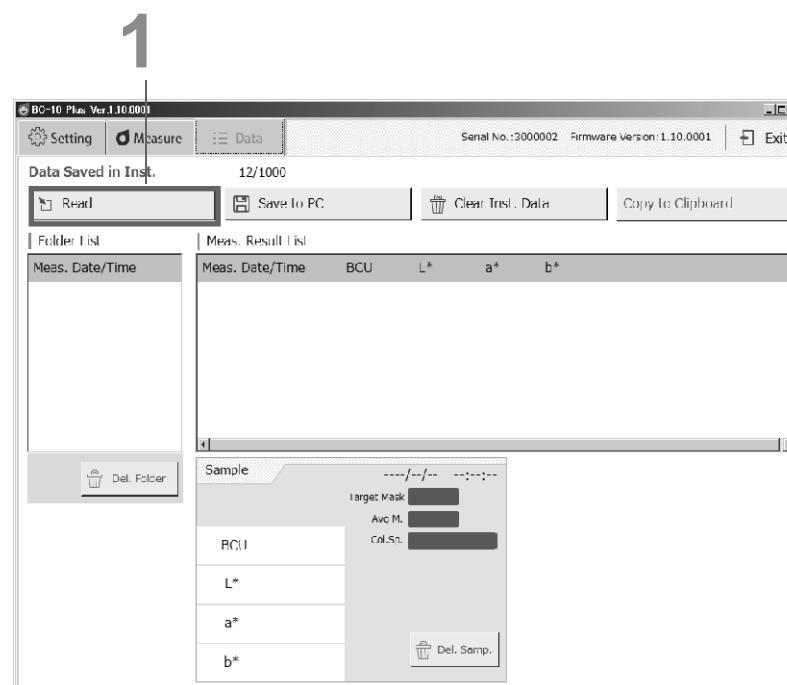 1
BC-10 Plus Ver.1.10.0001
Setting Measure Data Serial No.:3000002 Firmware Version:1.10.0001 Exit
Data Saved in Inst. 12/1000
Read Save to PC Clear Inst. Data Copy to Clipboard
Folder List Meas. Result List
Meas. Date/Time Meas. Date/Time BCU L* a* b*
Del. Folder
Sample ----/--/-- --:--:--
Target Mask
Avg M.
BCU Col.Sp.
L*
a*
b* Del. Samp.